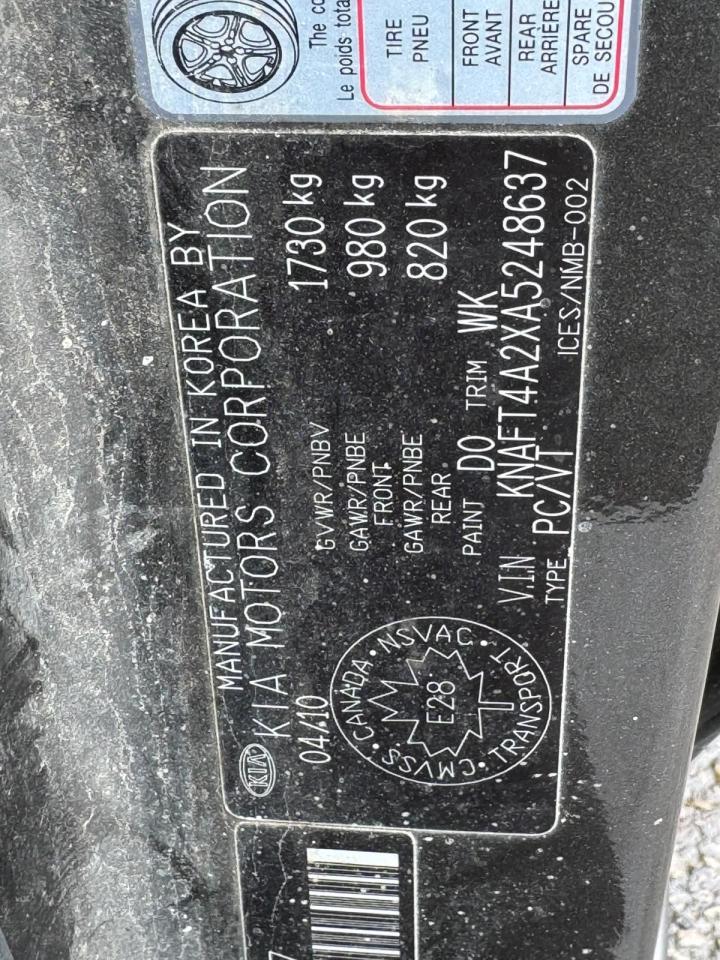 The co
Le poids tota
TIRE
PNEU
FRONT
AVANT
REAR
ARRIÈRE
SPARE
DE SECOU
MANUFACTURED IN KOREA BY
KIA KIA MOTORS CORPORATION
04/10
GVWR/PNBV 1730 kg
GAWR/PNBE 980 kg
FRONT
GAWR/PNBE 820 kg
REAR
PAINT DO TRIM WK
V.I.N KNAFT4A2XA5248637
TYPE PC/VT ICES/NMB-002
CANADA · NSVAC · TRANSPORT · CMVSS
E28
7